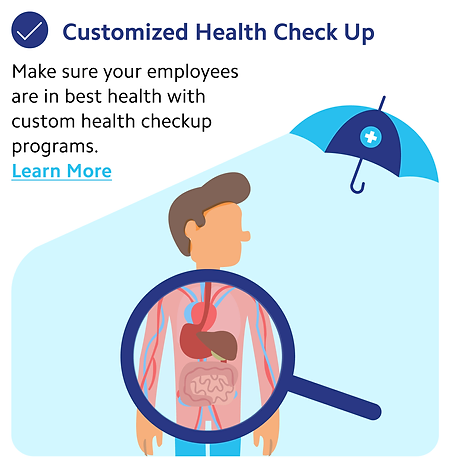 Customized Health Check Up
Make sure your employees
are in best health with
custom health checkup
programs.
Learn More